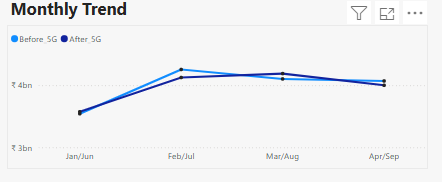 Monthly Trend
Before_5G After_5G
₹ 4bn
₹ 3bn
Jan/Jun Feb/Jul Mar/Aug Apr/Sep